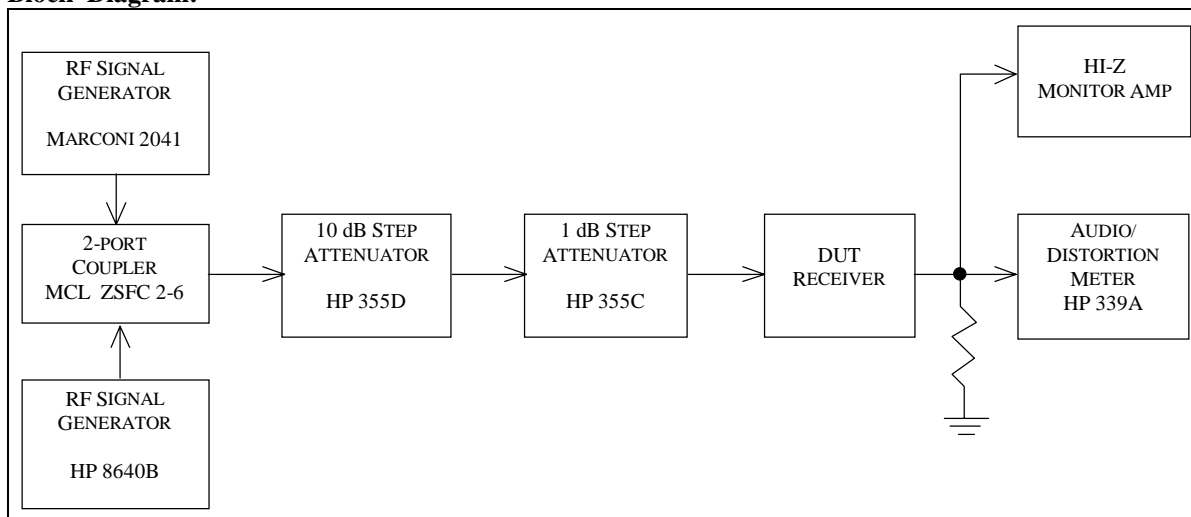 Block Diagram:
RF SIGNAL
GENERATOR
MARCONI 2041
2-PORT
COUPLER
MCL ZSFC 2-6
RF SIGNAL
GENERATOR
HP 8640B
10 dB STEP
ATTENUATOR
HP 355D
1 dB STEP
ATTENUATOR
HP 355C
DUT
RECEIVER
HI-Z
MONITOR AMP
AUDIO/
DISTORTION
METER
HP 339A